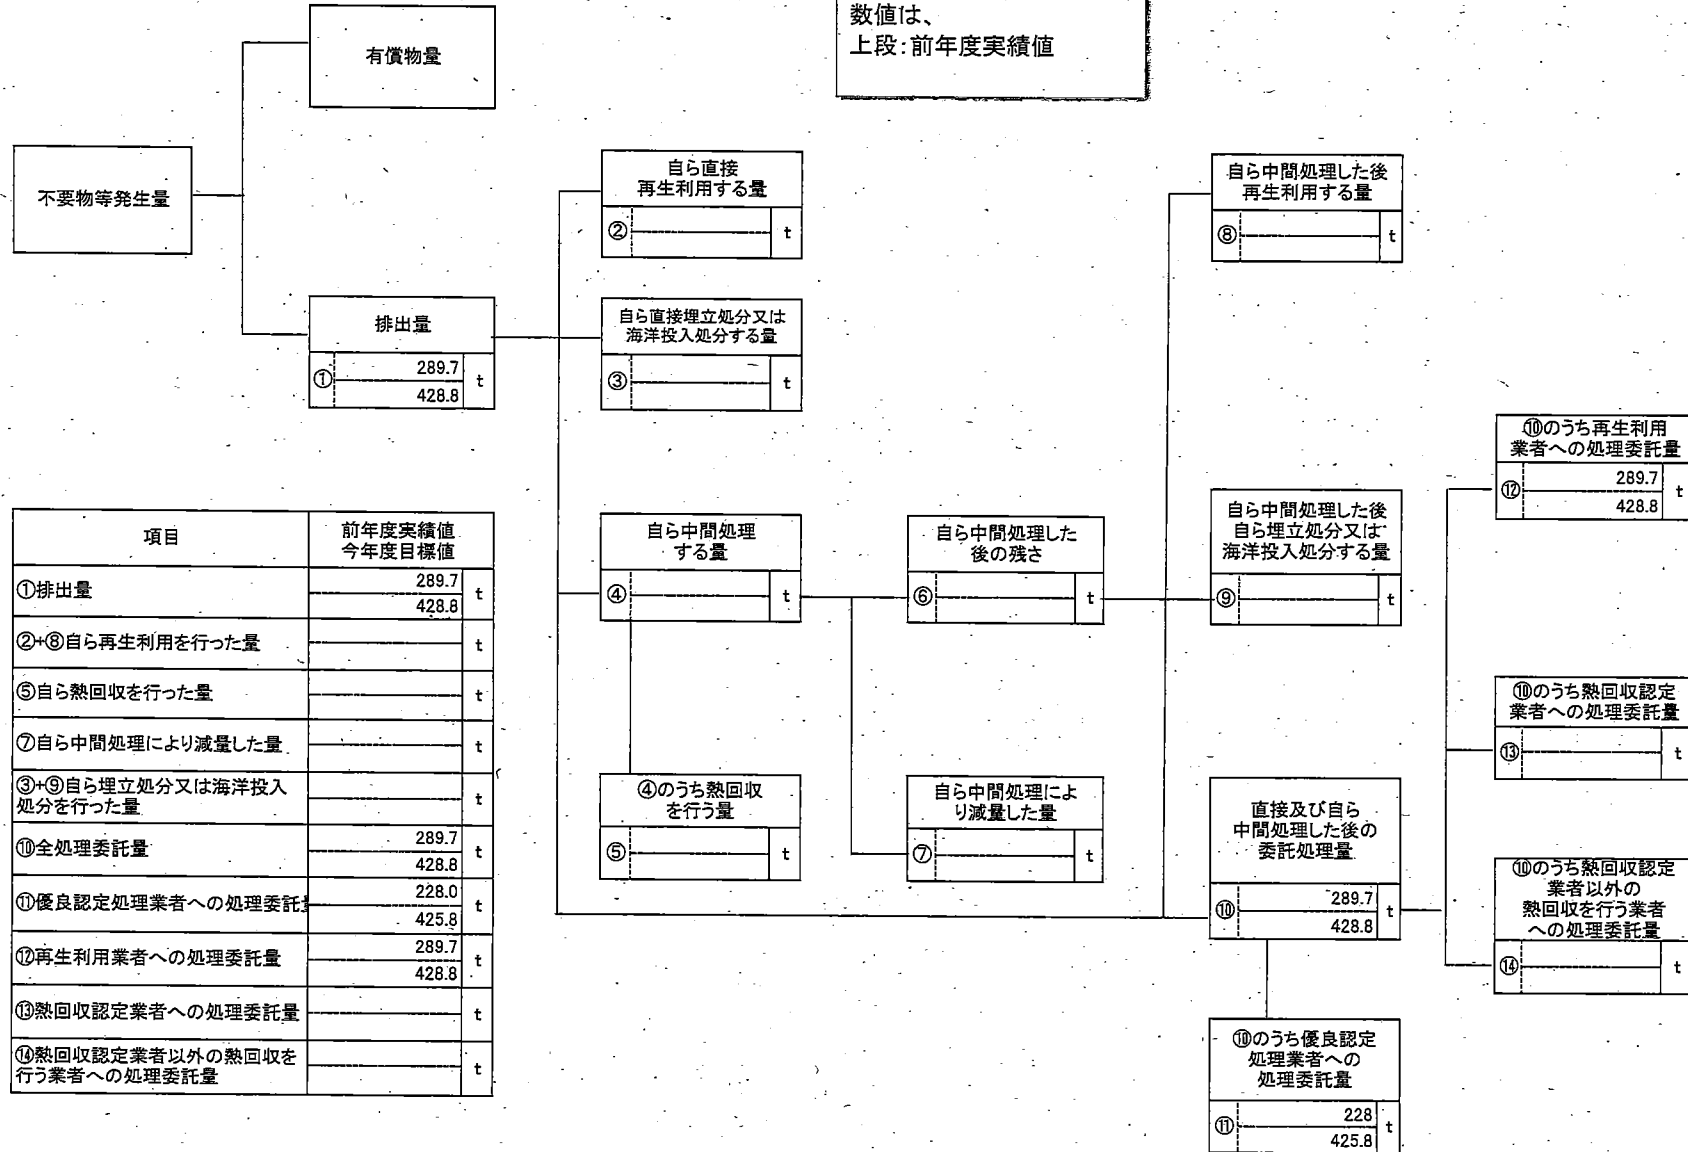 数値は、
上段：前年度実績値
有償物量
不要物等発生量
排出量
① 289.7 t
428.8
自ら直接
再生利用する量
② t
自ら直接埋立処分又は
海洋投入処分する量
③ t
自ら中間処理
する量
④ t
④のうち熱回収
を行う量
⑤ t
自ら中間処理した
後の残さ
⑥ t
自ら中間処理によ
り減量した量
⑦ t
自ら中間処理した後
再生利用する量
⑧ t
自ら中間処理した後
自ら埋立処分又は
海洋投入処分する量
⑨ t
直接及び自ら
中間処理した後の
委託処理量
⑩ 289.7 t
428.8
⑩のうち優良認定
処理業者への
処理委託量
⑪ 228 t
425.8
⑩のうち再生利用
業者への処理委託量
⑫ 289.7 t
428.8
⑩のうち熱回収認定
業者への処理委託量
⑬ t
⑩のうち熱回収認定
業者以外の
熱回収を行う業者
への処理委託量
⑭ t
項目 前年度実績値
今年度目標値
①排出量 289.7 t
428.8
②+⑧自ら再生利用を行った量 t
⑤自ら熱回収を行った量 t
⑦自ら中間処理により減量した量 t
③+⑨自ら埋立処分又は海洋投入
処分を行った量 t
⑩全処理委託量 289.7 t
428.8
⑪優良認定処理業者への処理委託 228.0 t
425.8
⑫再生利用業者への処理委託量 289.7 t
428.8
⑬熱回収認定業者への処理委託量 t
⑭熱回収認定業者以外の熱回収を
行う業者への処理委託量 t